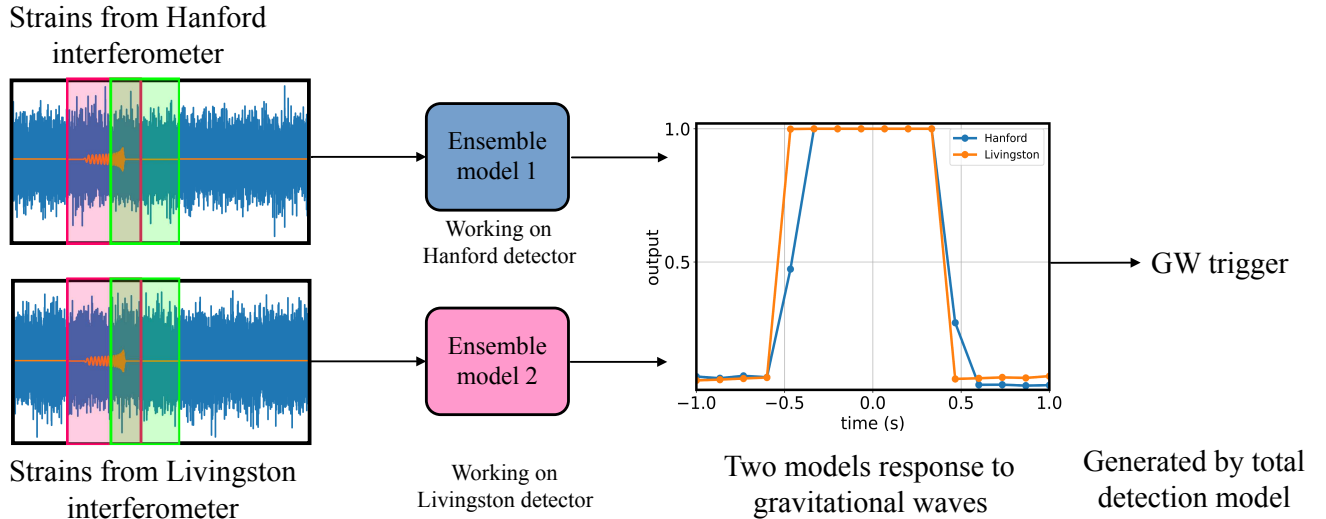 Strains from Hanford
interferometer
Ensemble
model 1
Working on
Hanford detector
Strains from Livingston
interferometer
Ensemble
model 2
Working on
Livingston detector
1.0
0.5
output
−1.0
−0.5
0.0
0.5
1.0
time (s)
Hanford
Livingston
Two models response to
gravitational waves
GW trigger
Generated by total
detection model